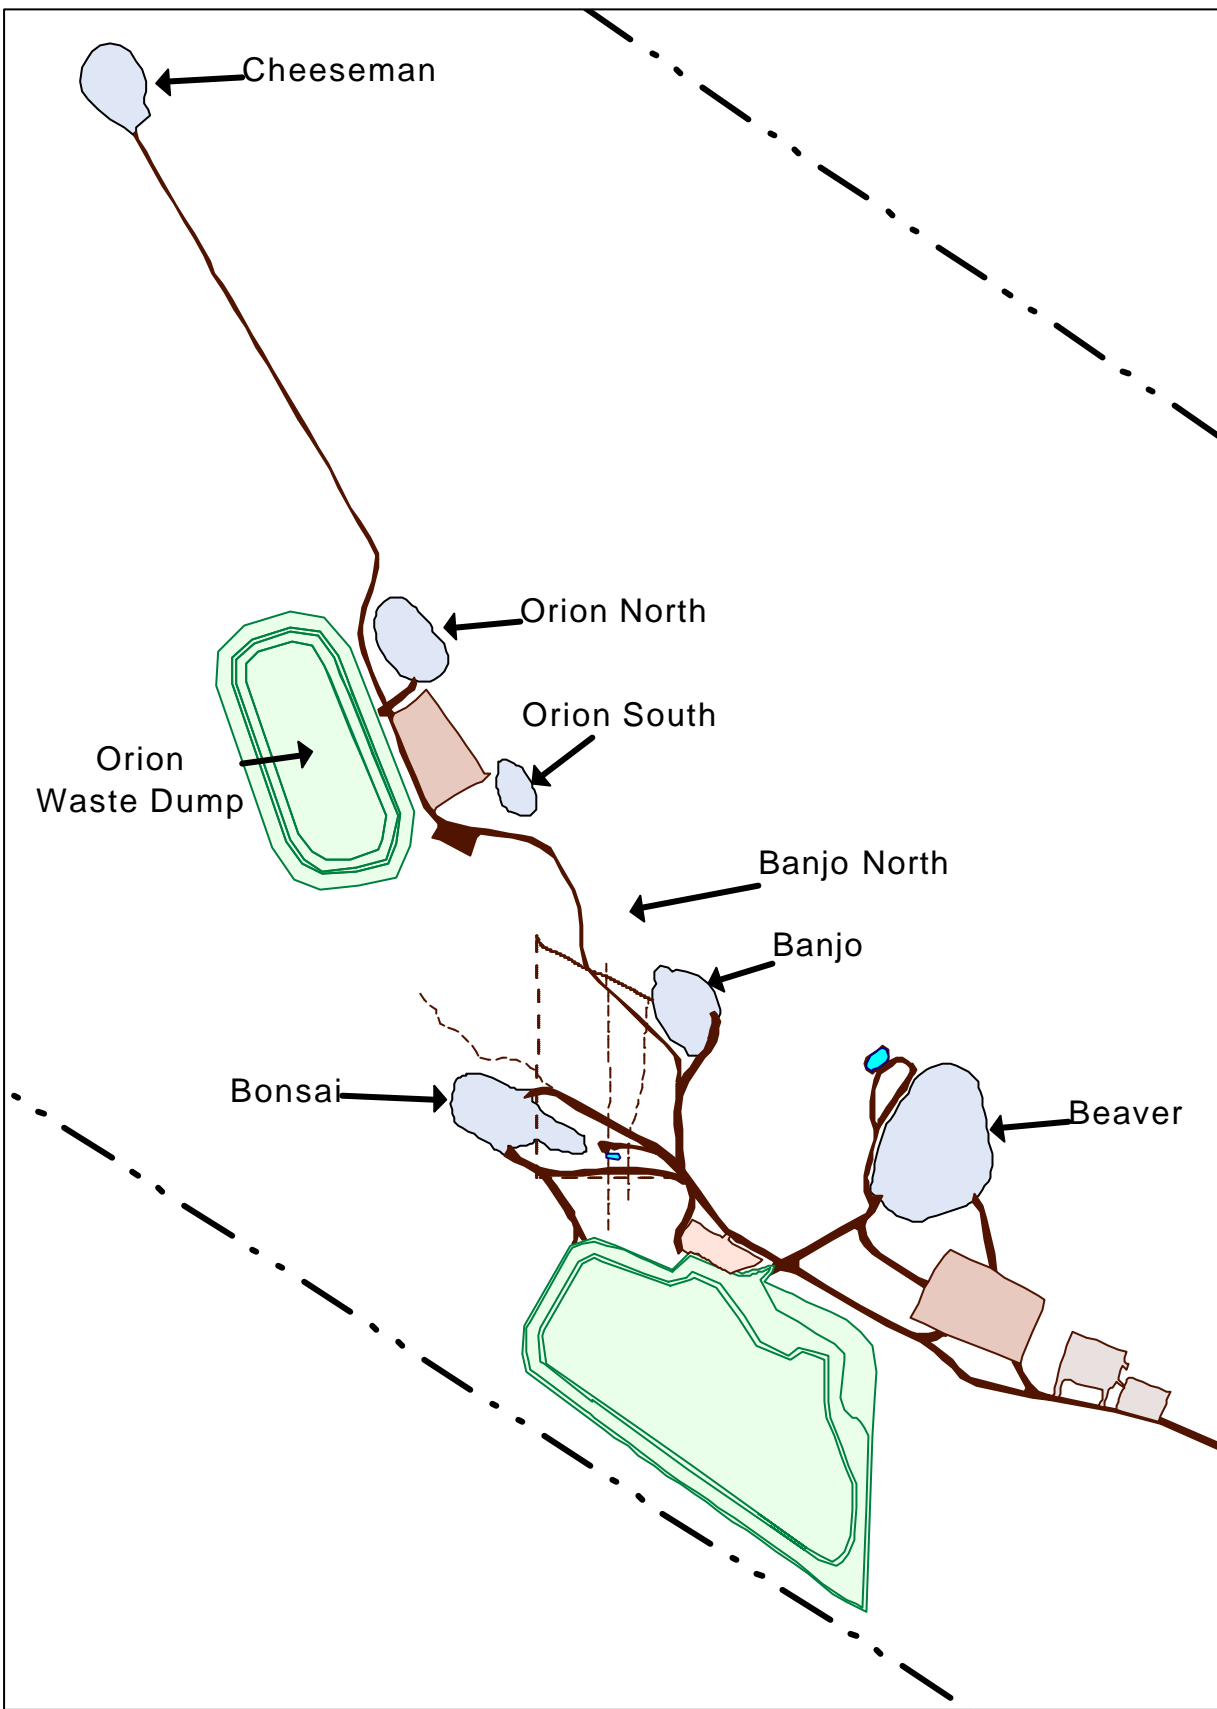 Cheeseman
Orion North
Orion South
Orion
Waste Dump
Banjo North
Banjo
Bonsai
Beaver